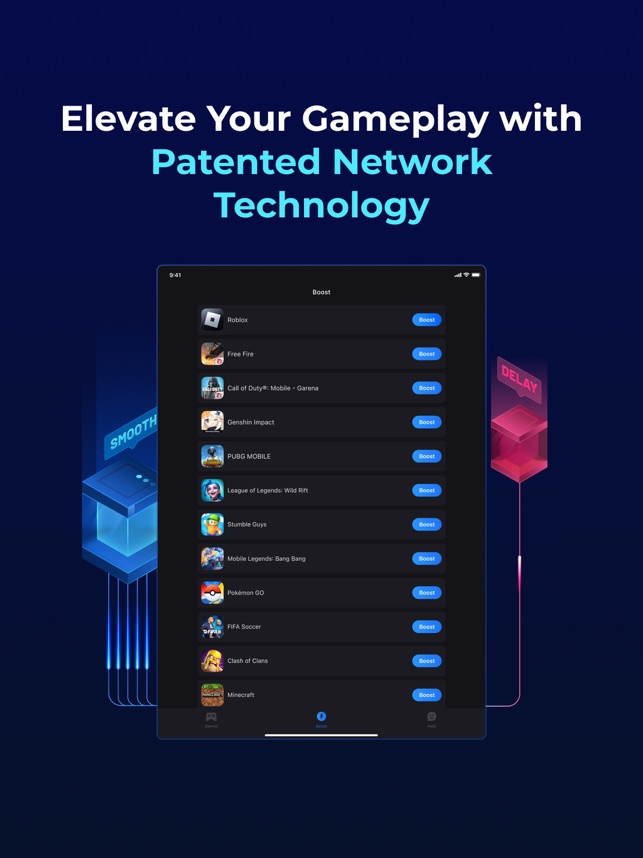 Elevate Your Gameplay with
Patented Network
Technology
9:41
Boost
Roblox
Boost
Free Fire
Boost
Call of Duty®: Mobile - Garena
Boost
Genshin Impact
Boost
PUBG MOBILE
Boost
League of Legends: Wild Rift
Boost
Stumble Guys
Boost
Mobile Legends: Bang Bang
Boost
Pokémon GO
Boost
FIFA Soccer
Boost
Clash of Clans
Boost
Minecraft
Boost
SMOOTH
DELAY
Games
Boost
Help